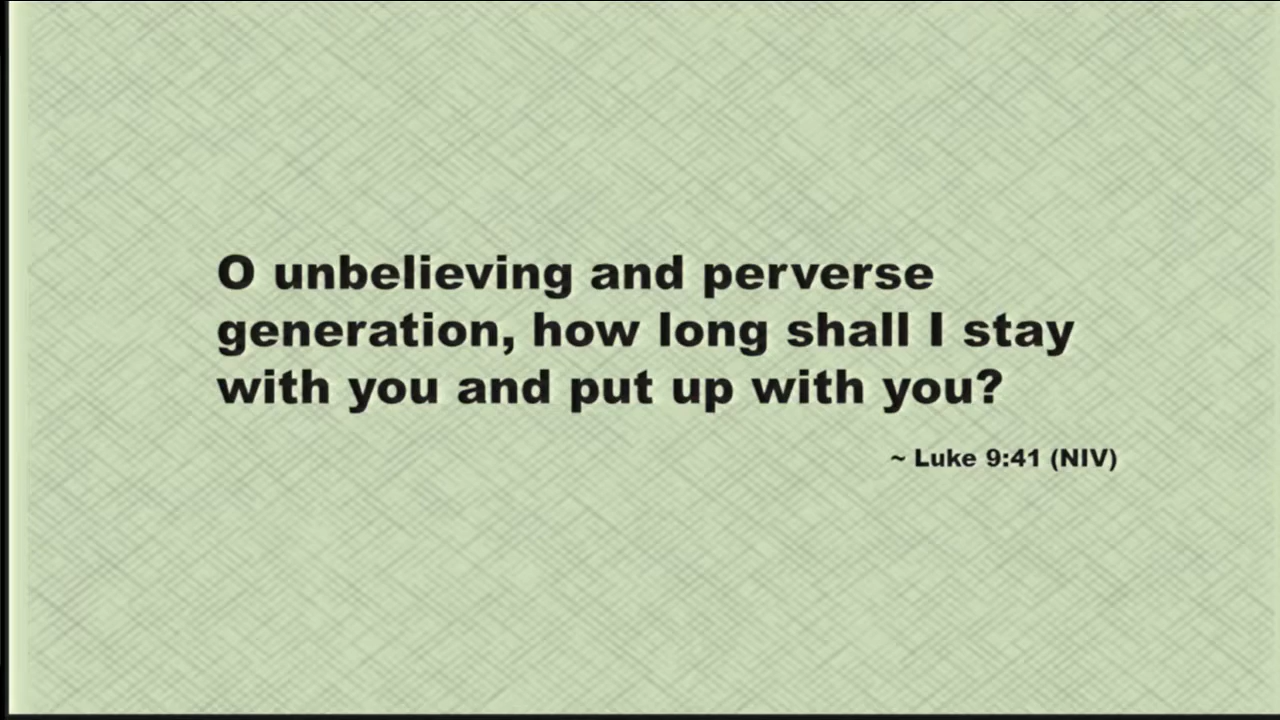 O unbelieving and perverse
generation, how long shall I stay
with you and put up with you?
~ Luke 9:41 (NIV)